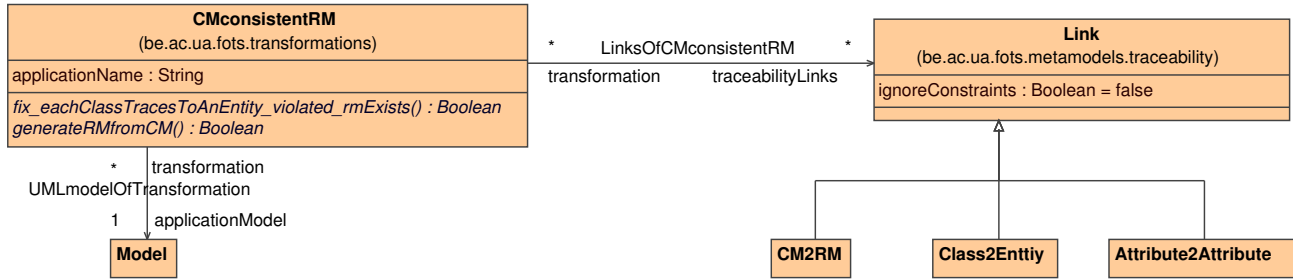 CMconsistentRM
(be.ac.ua.fots.transformations)
applicationName : String
fix_eachClassTracesToAnEntity_violated_rmExists() : Boolean
generateRMfromCM() : Boolean
* LinksOfCMconsistentRM *
transformation traceabilityLinks
Link
(be.ac.ua.fots.metamodels.traceability)
ignoreConstraints : Boolean = false
* transformation
UMLmodelOfTransformation
1 applicationModel
Model
CM2RM
Class2Enttiy
Attribute2Attribute